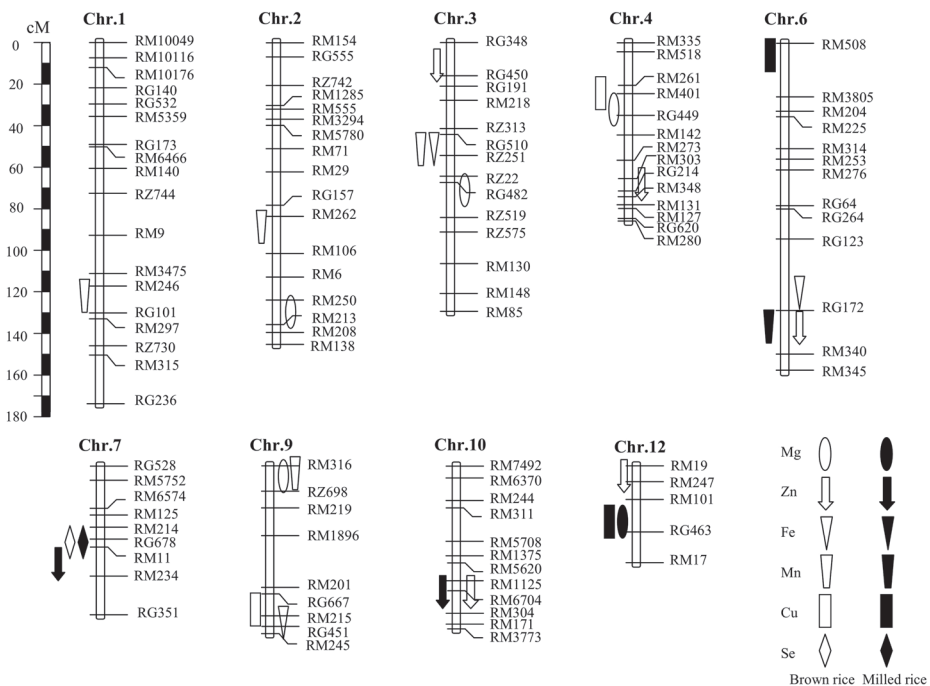 cM
0
20
40
60
80
100
120
140
160
180
Chr.1
RM10049
RM10116
RM10176
RG140
RG532
RM5359
RG173
RM6466
RM140
RZ744
RM9
RM3475
RM246
RG101
RM297
RZ730
RM315
RG236
Chr.2
RM154
RG555
RZ742
RM1285
RM555
RM3294
RM5780
RM71
RM29
RG157
RM262
RM106
RM6
RM250
RM213
RM208
RM138
Chr.3
RG348
RG450
RG191
RM218
RZ313
RG510
RZ251
RZ22
RG482
RZ519
RZ575
RM130
RM148
RM85
Chr.4
RM335
RM518
RM261
RM401
RG449
RM142
RM273
RM303
RG214
RM348
RM131
RM127
RG620
RM280
Chr.6
RM508
RM3805
RM204
RM225
RM314
RM253
RM276
RG64
RG264
RG123
RG172
RM340
RM345
Chr.7
RG528
RM5752
RM6574
RM125
RM214
RG678
RM11
RM234
RG351
Chr.9
RM316
RZ698
RM219
RM1896
RM201
RG667
RM215
RG451
RM245
Chr.10
RM7492
RM6370
RM244
RM311
RM5708
RM1375
RM5620
RM1125
RM6704
RM304
RM171
RM3773
Chr.12
RM19
RM247
RM101
RG463
RM17
Mg
Zn
Fe
Mn
Cu
Se
Brown rice Milled rice